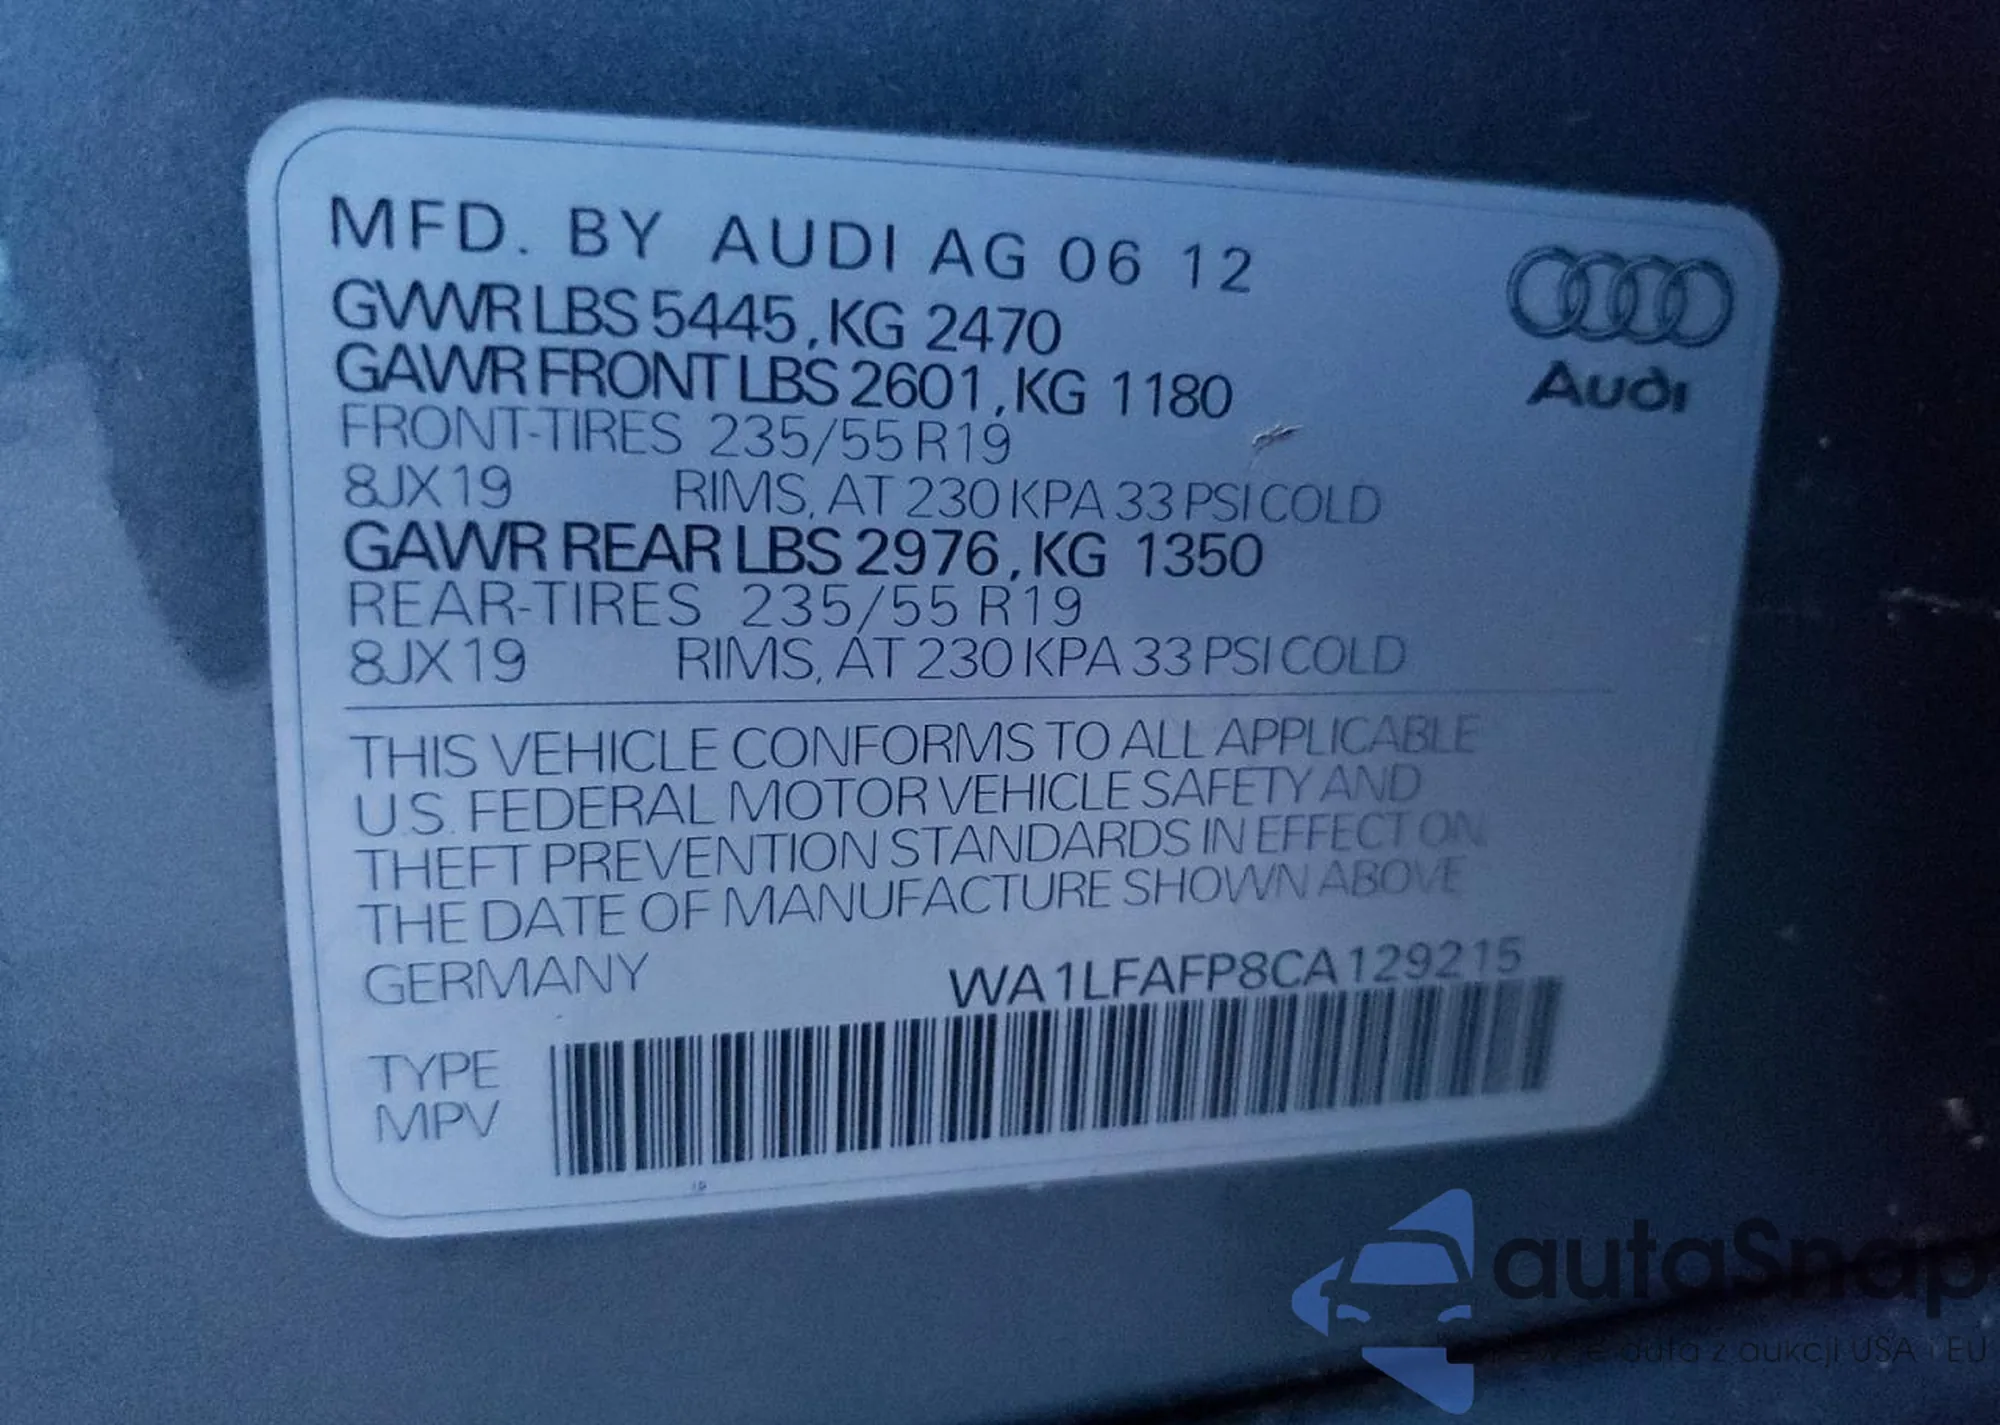 MFD. BY AUDI AG 06 12
GVWR LBS 5445, KG 2470
GAWR FRONT LBS 2601, KG 1180
FRONT-TIRES 235/55 R19
8JX19 RIMS, AT 230 KPA 33 PSI COLD
GAWR REAR LBS 2976, KG 1350
REAR-TIRES 235/55 R19
8JX19 RIMS, AT 230 KPA 33 PSI COLD
Audi
THIS VEHICLE CONFORMS TO ALL APPLICABLE
U.S. FEDERAL MOTOR VEHICLE SAFETY AND
THEFT PREVENTION STANDARDS IN EFFECT ON
THE DATE OF MANUFACTURE SHOWN ABOVE
GERMANY WA1LFAFP8CA129215
TYPE
MPV
autaSnap
auta z aukcji USA i EU